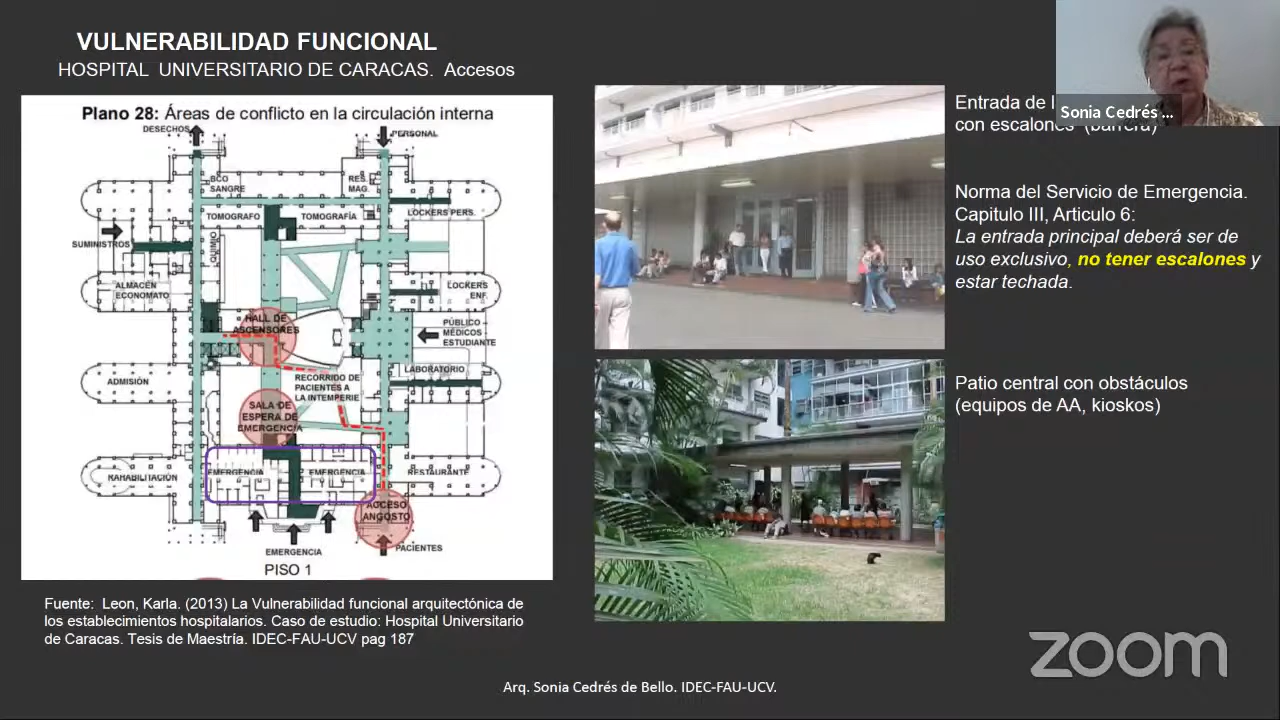 VULNERABILIDAD FUNCIONAL
HOSPITAL UNIVERSITARIO DE CARACAS. Accesos
Plano 28: Áreas de conflicto en la circulación interna
DESECHOS
PERSONAL
BCO
SANGRE
RES.
MAG.
TOMOGRAFO
TOMOGRAFÍA
LOCKERS PERS.
SUMINISTROS
QUIMIO
ALMACEN
ECONOMATO
LOCKERS
ENF.
HALL DE
ASCENSORES
PÚBLICO –
MÉDICOS -
ESTUDIANTE
ADMISIÓN
RECORRIDO DE
PACIENTES A
LA INTEMPERIE
LABORATORIO
SALA DE
ESPERA DE
EMERGENCIA
RAHABILITACIÓN
EMERGENCIA
EMERGENCIA
RESTAURANTE
ACCESO
ANGOSTO
EMERGENCIA
PACIENTES
PISO 1
Fuente: Leon, Karla. (2013) La Vulnerabilidad funcional arquitectónica de
los establecimientos hospitalarios. Caso de estudio: Hospital Universitario
de Caracas. Tesis de Maestría. IDEC-FAU-UCV pag 187
Entrada de
con escalones (barrera)
Sonia Cedrés ...
Norma del Servicio de Emergencia.
Capitulo III, Articulo 6:
La entrada principal deberá ser de
uso exclusivo, no tener escalones y
estar techada.
Patio central con obstáculos
(equipos de AA, kioskos)
zoom
Arq. Sonia Cedrés de Bello. IDEC-FAU-UCV.